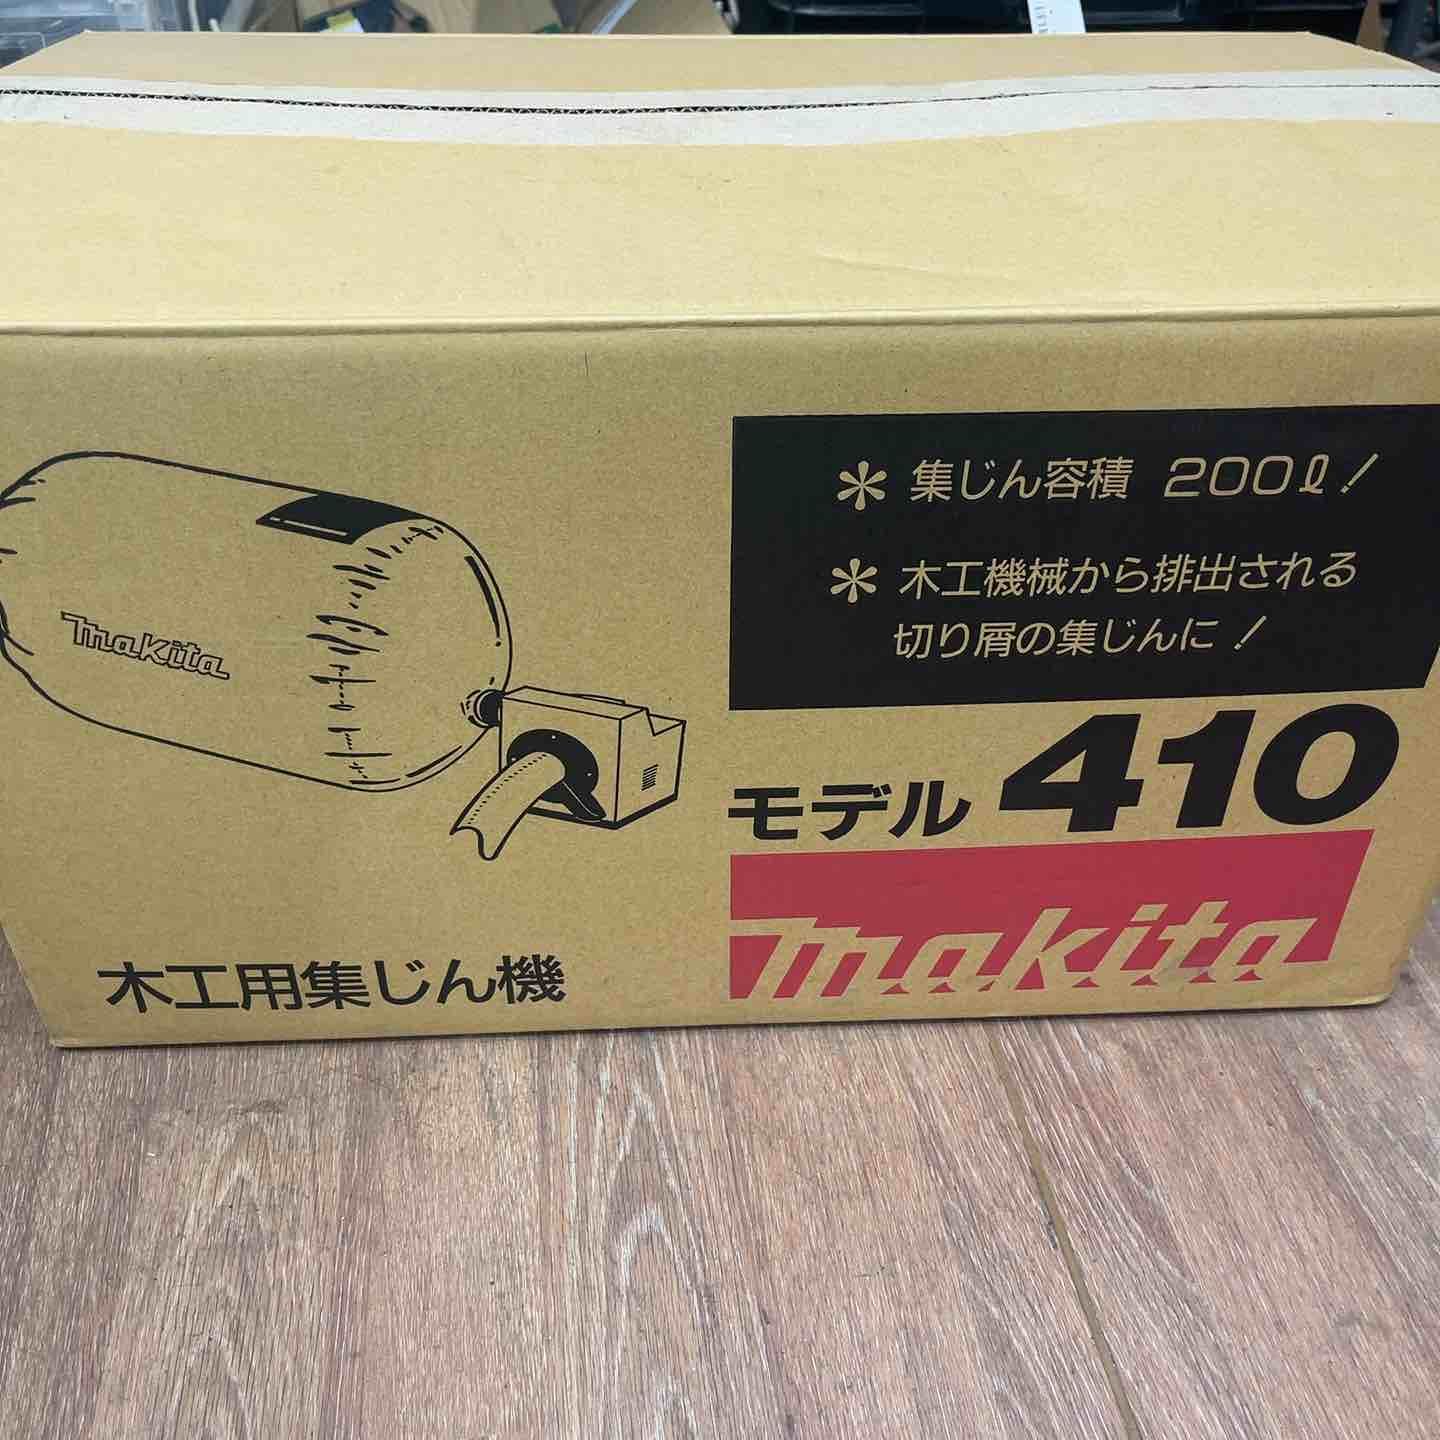 ＊集じん容積 200ℓ！
＊木工機械から排出される
切り屑の集じんに！
makita
モデル 410
makita
木工用集じん機